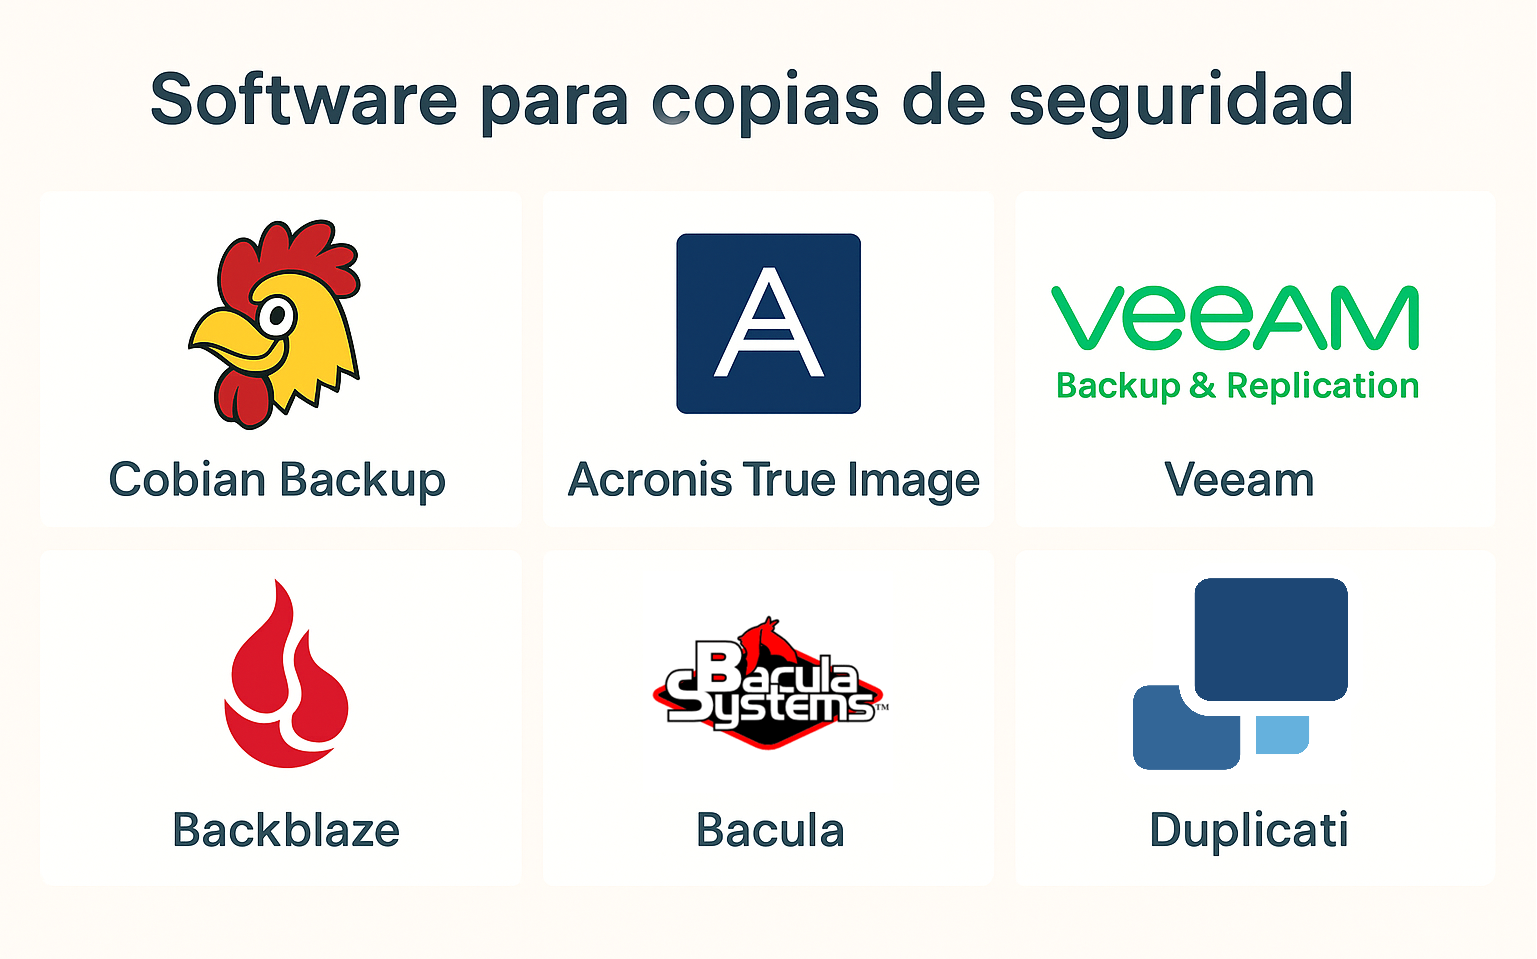 Software para copias de seguridad
Cobian Backup
A
Acronis True Image
veeAM
Backup & Replication
Veeam
Backblaze
Bacula
Systems™
Bacula
Duplicati